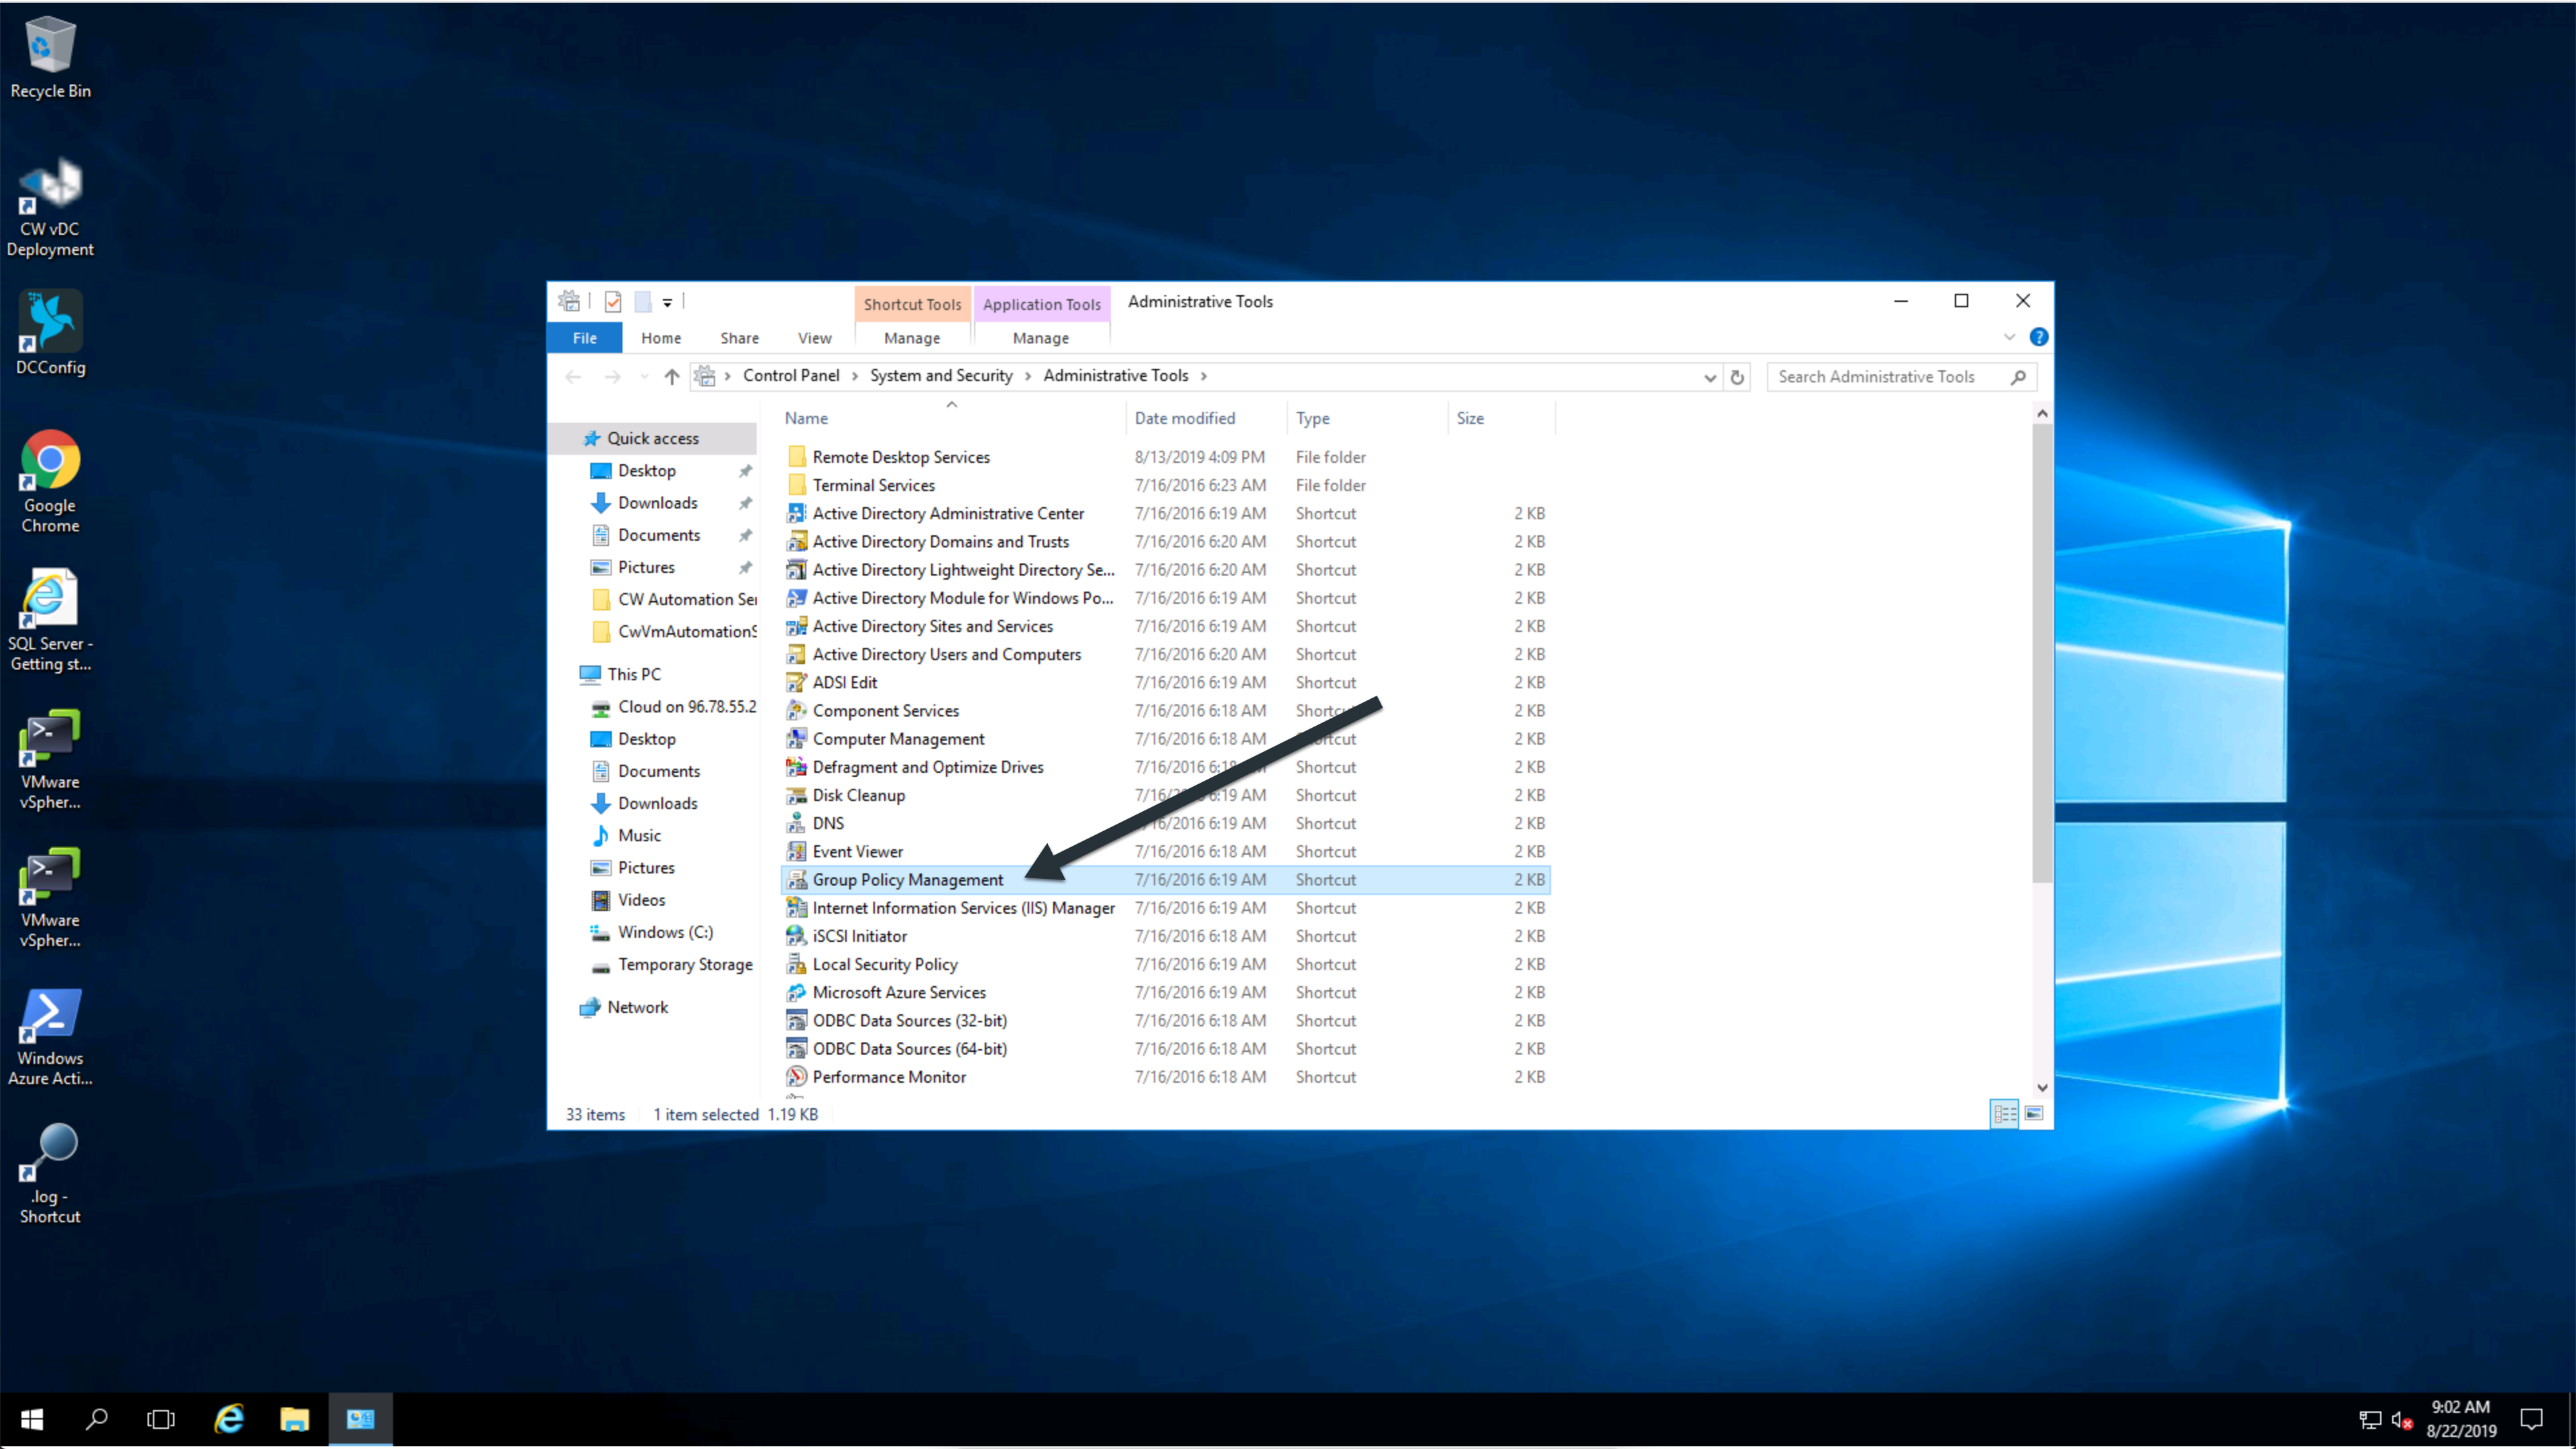 Recycle Bin
CW vDC
Deployment
DCConfig
Google
Chrome
SQL Server -
Getting st...
VMware
vSpher...
VMware
vSpher...
Windows
Azure Acti...
.log -
Shortcut
Shortcut Tools Application Tools Administrative Tools
File Home Share View Manage Manage
Control Panel System and Security Administrative Tools Search Administrative Tools
Quick access
Desktop
Downloads
Documents
Pictures
CW Automation Ser
CwVmAutomationS
This PC
Cloud on 96.78.55.2
Desktop
Documents
Downloads
Music
Pictures
Videos
Windows (C:)
Temporary Storage
Network
Name Date modified Type Size
Remote Desktop Services 8/13/2019 4:09 PM File folder
Terminal Services 7/16/2016 6:23 AM File folder
Active Directory Administrative Center 7/16/2016 6:19 AM Shortcut 2 KB
Active Directory Domains and Trusts 7/16/2016 6:20 AM Shortcut 2 KB
Active Directory Lightweight Directory Se... 7/16/2016 6:20 AM Shortcut 2 KB
Active Directory Module for Windows Po... 7/16/2016 6:19 AM Shortcut 2 KB
Active Directory Sites and Services 7/16/2016 6:19 AM Shortcut 2 KB
Active Directory Users and Computers 7/16/2016 6:20 AM Shortcut 2 KB
ADSI Edit 7/16/2016 6:19 AM Shortcut 2 KB
Component Services 7/16/2016 6:18 AM Shortcut 2 KB
Computer Management 7/16/2016 6:18 AM Shortcut 2 KB
Defragment and Optimize Drives 7/16/2016 6:18 AM Shortcut 2 KB
Disk Cleanup 7/16/2016 6:19 AM Shortcut 2 KB
DNS 7/16/2016 6:19 AM Shortcut 2 KB
Event Viewer 7/16/2016 6:18 AM Shortcut 2 KB
Group Policy Management 7/16/2016 6:19 AM Shortcut 2 KB
Internet Information Services (IIS) Manager 7/16/2016 6:19 AM Shortcut 2 KB
iSCSI Initiator 7/16/2016 6:18 AM Shortcut 2 KB
Local Security Policy 7/16/2016 6:19 AM Shortcut 2 KB
Microsoft Azure Services 7/16/2016 6:19 AM Shortcut 2 KB
ODBC Data Sources (32-bit) 7/16/2016 6:18 AM Shortcut 2 KB
ODBC Data Sources (64-bit) 7/16/2016 6:18 AM Shortcut 2 KB
Performance Monitor 7/16/2016 6:18 AM Shortcut 2 KB
33 items 1 item selected 1.19 KB
9:02 AM
8/22/2019